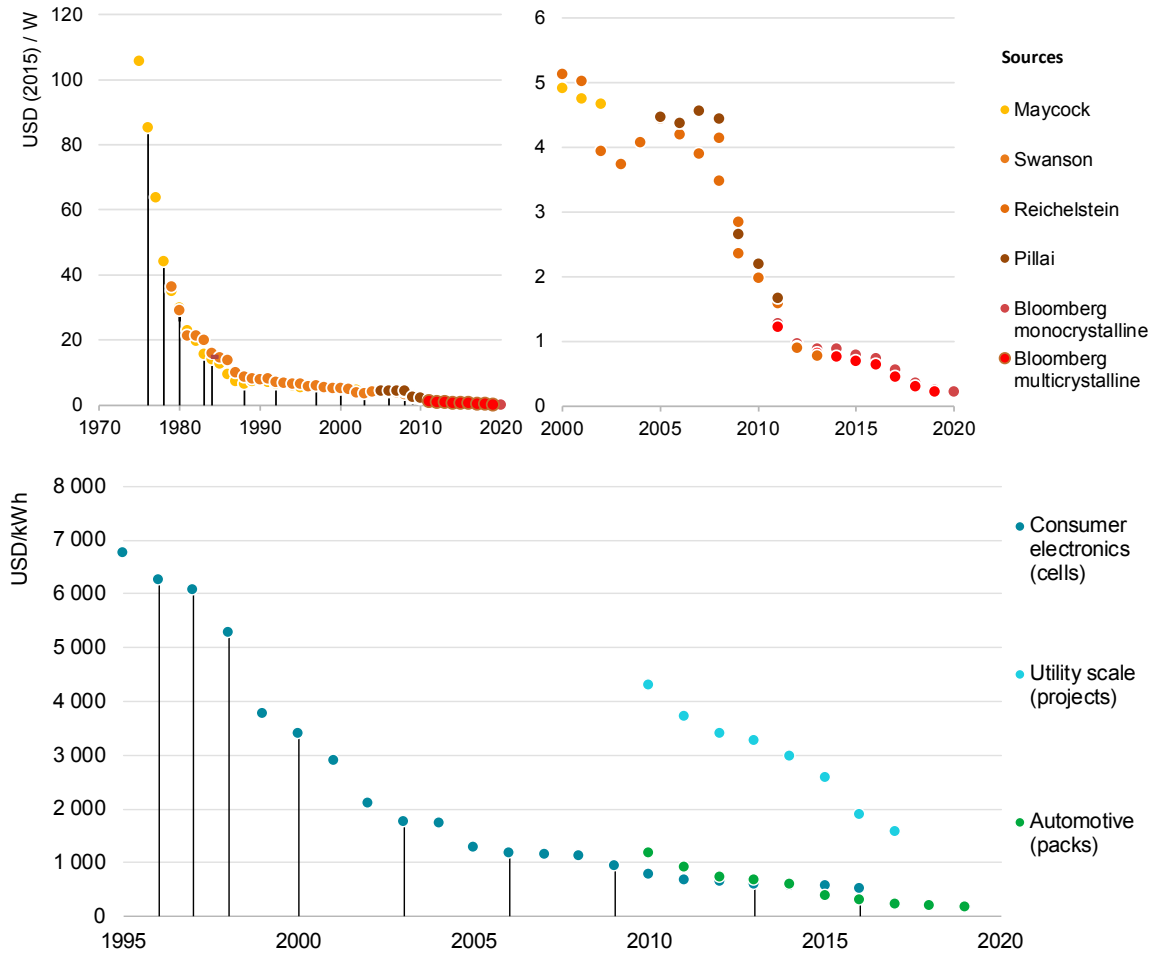 USD (2015) / W
120
100
80
60
40
20
0
1970
1980
1990
2000
2010
2020
6
5
4
3
2
1
0
2000
2005
2010
2015
2020
Sources
Maycock
Swanson
Reichelstein
Pillai
Bloomberg
monocrystalline
Bloomberg
multicrystalline
USD/kWh
8 000
7 000
6 000
5 000
4 000
3 000
2 000
1 000
0
1995
2000
2005
2010
2015
2020
Consumer
electronics
(cells)
Utility scale
(projects)
Automotive
(packs)